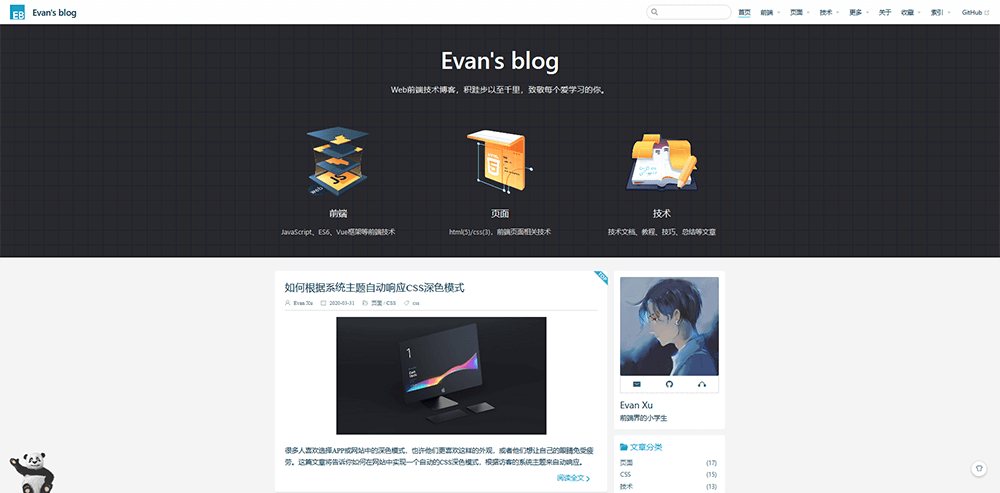 EB Evan's blog 首页 前端 页面 技术 更多 关于 收藏 索引 GitHub
Evan's blog
Web前端技术博客，积跬步以至千里，致敬每个爱学习的你。
前端 页面 技术
JavaScript、ES6、Vue框架等前端技术 html(5)/css(3)，前端页面相关技术 技术文档、教程、技巧、总结等文章
TOP
如何根据系统主题自动响应CSS深色模式
Evan Xu 2020-03-31 页面 / CSS css
很多人喜欢选择APP或网站中的深色模式，也许他们更喜欢这样的外观，或者他们想让自己的眼睛免受疲
劳。这篇文章将告诉你如何在网站中实现一个自动的CSS深色模式，根据访客的系统主题来自动响应。
阅读全文
Evan Xu
前端界的小学生
文章分类
页面 (17)
CSS (15)
技术 (13)